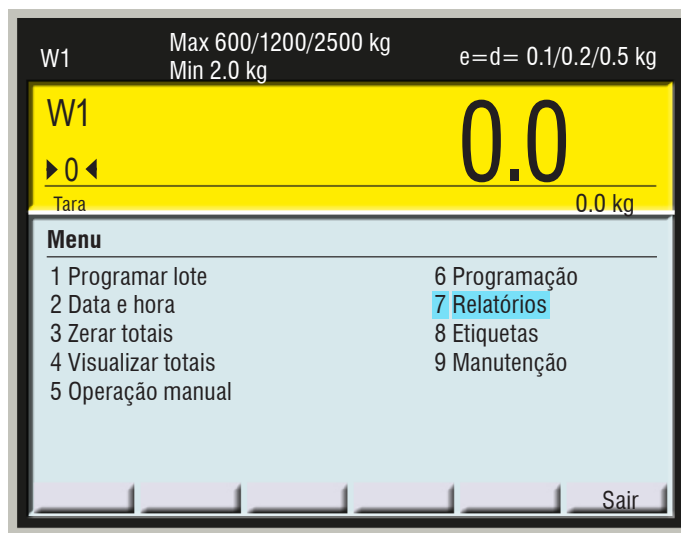 W1
Max 600/1200/2500 kg
Min 2.0 kg
e=d= 0.1/0.2/0.5 kg
W1
0.0
▶0◀
Tara
0.0 kg
Menu
1 Programar lote
2 Data e hora
3 Zerar totais
4 Visualizar totais
5 Operação manual
6 Programação
7 Relatórios
8 Etiquetas
9 Manutenção
Sair